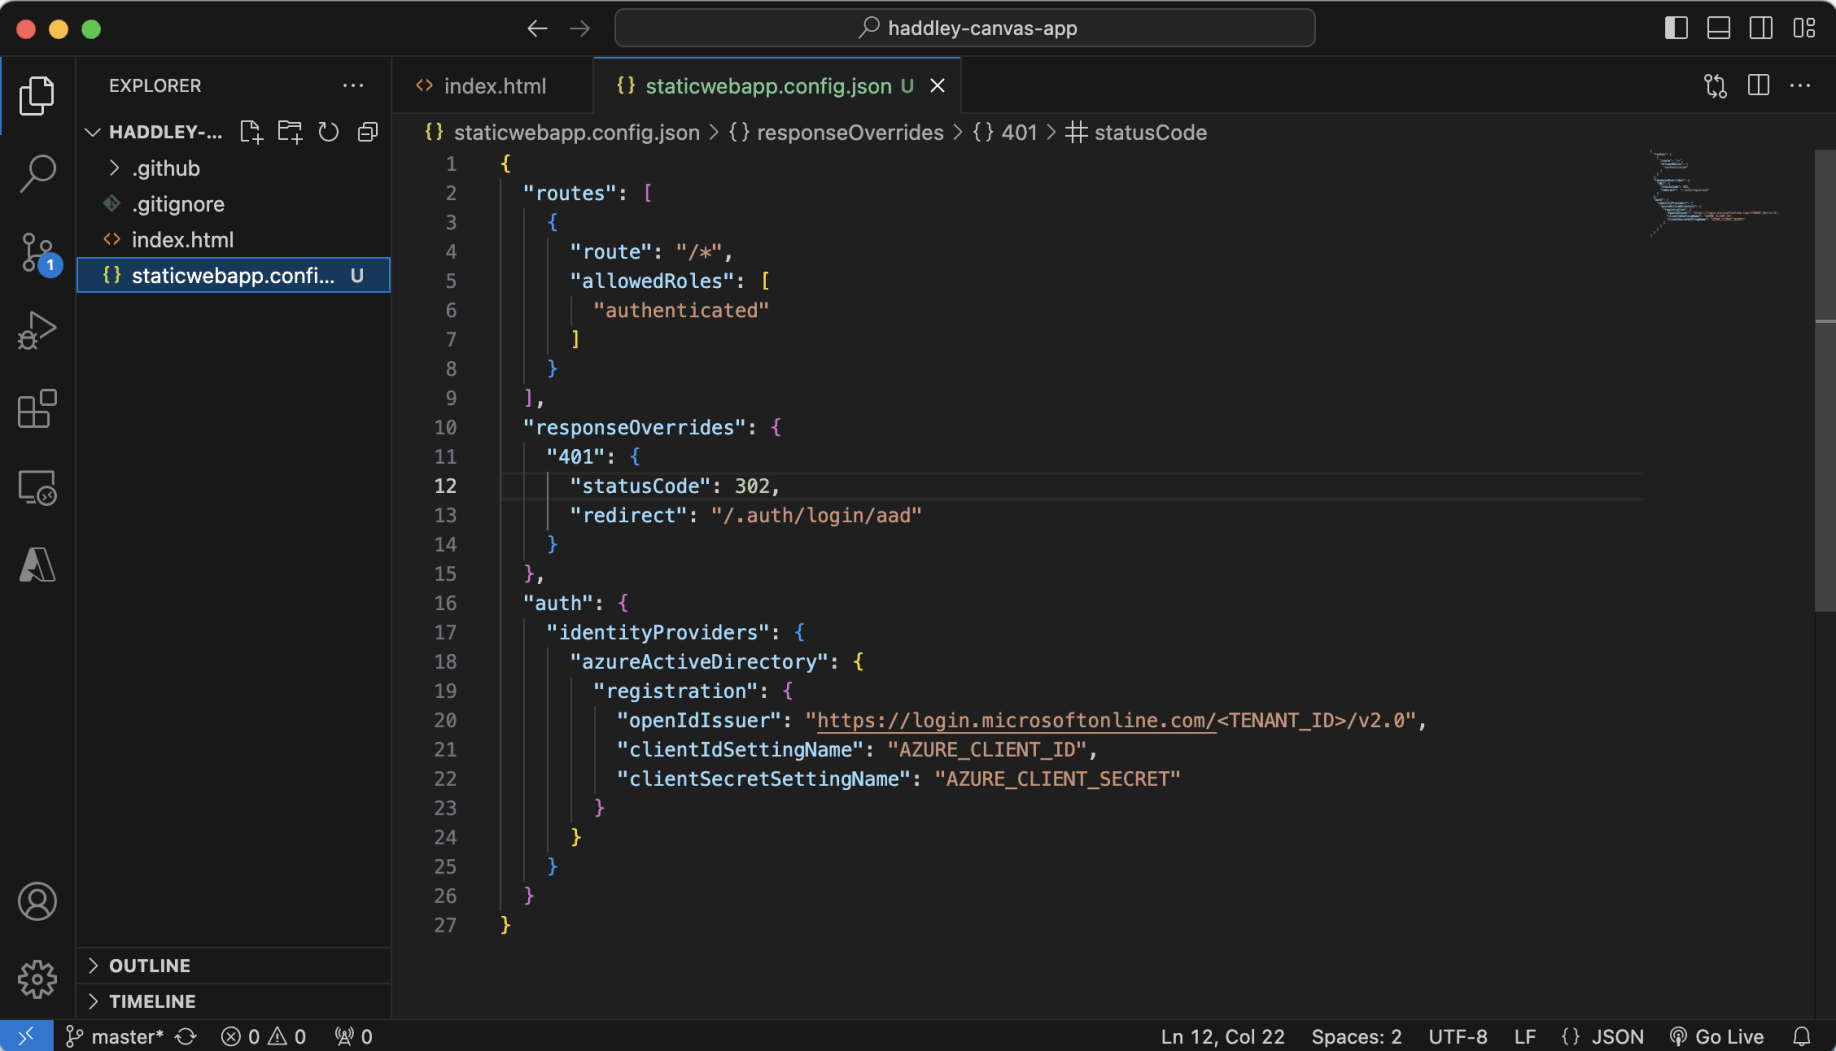 haddley-canvas-app
EXPLORER
index.html
{} staticwebapp.config.json U
HADDLEY-...
.github
.gitignore
index.html
{} staticwebapp.confi... U
1
{} staticwebapp.config.json > {} responseOverrides > {} 401 > # statusCode
1 {
2 "routes": [
3 {
4 "route": "/*",
5 "allowedRoles": [
6 "authenticated"
7 ]
8 }
9 ],
10 "responseOverrides": {
11 "401": {
12 "statusCode": 302,
13 "redirect": "/.auth/login/aad"
14 }
15 },
16 "auth": {
17 "identityProviders": {
18 "azureActiveDirectory": {
19 "registration": {
20 "openIdIssuer": "https://login.microsoftonline.com/<TENANT_ID>/v2.0",
21 "clientIdSettingName": "AZURE_CLIENT_ID",
22 "clientSecretSettingName": "AZURE_CLIENT_SECRET"
23 }
24 }
25 }
26 }
27 }
OUTLINE
TIMELINE
master* 0 0 0 Ln 12, Col 22 Spaces: 2 UTF-8 LF {} JSON Go Live